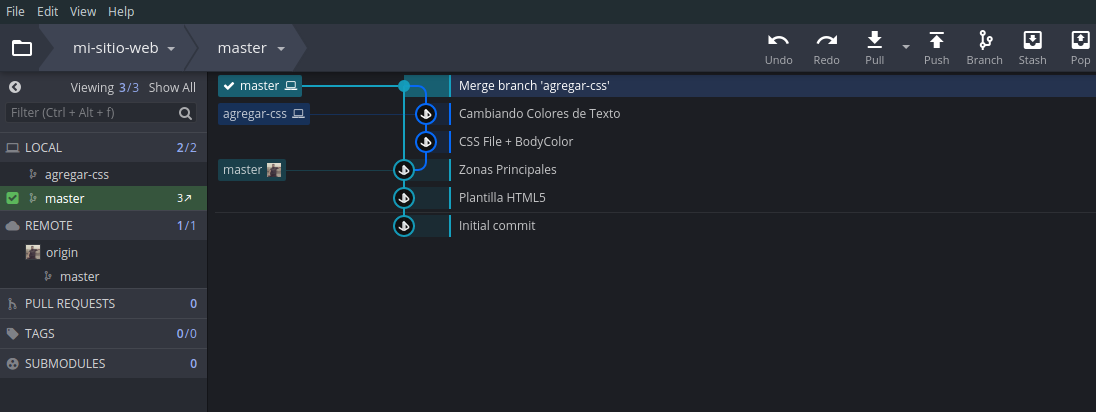 File Edit View Help
mi-sitio-web master Undo Redo Pull Push Branch Stash Pop
Viewing 3/3 Show All
Filter (Ctrl + Alt + f)
LOCAL 2/2
agregar-css
master 3↗
REMOTE 1/1
origin
master
PULL REQUESTS 0
TAGS 0/0
SUBMODULES 0
master Merge branch 'agregar-css'
agregar-css Cambiando Colores de Texto
CSS File + BodyColor
master Zonas Principales
Plantilla HTML5
Initial commit